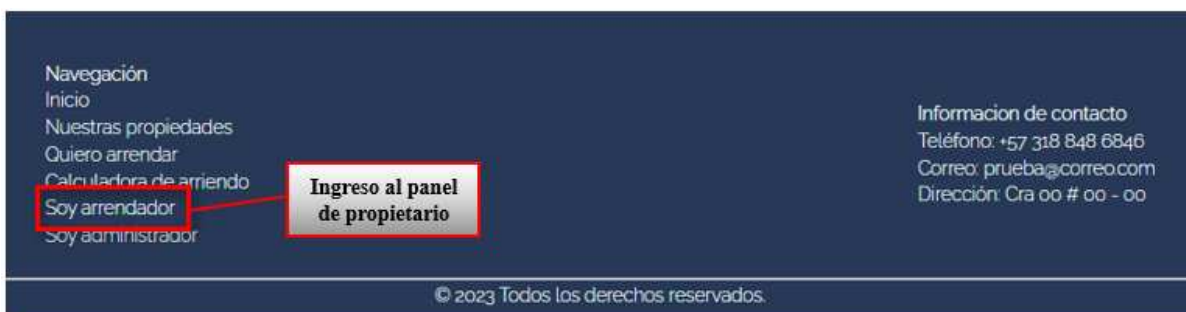 Navegación
Inicio
Nuestras propiedades
Quiero arrendar
Calculadora de arriendo
Soy arrendador
Soy administrador
Ingreso al panel
de propietario
Informacion de contacto
Teléfono: +57 318 848 6846
Correo: prueba@correo.com
Dirección: Cra 00 # 00 - 00
© 2023 Todos los derechos reservados.